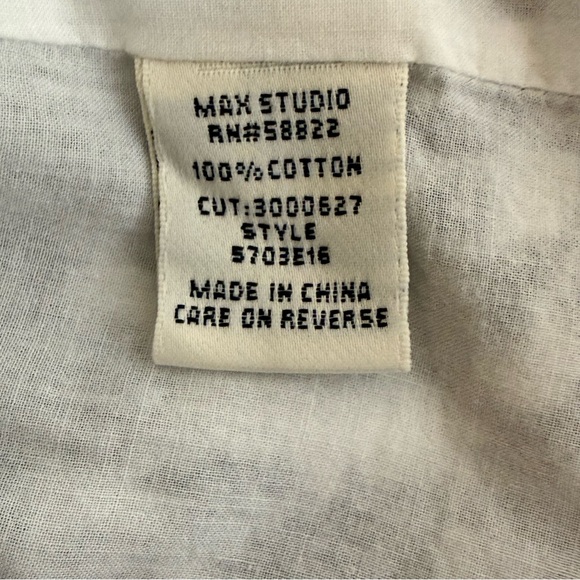 MAX STUDIO
RN#58822
100% COTTON
CUT:3000627
STYLE
5703E16
MADE IN CHINA
CARE ON REVERSE